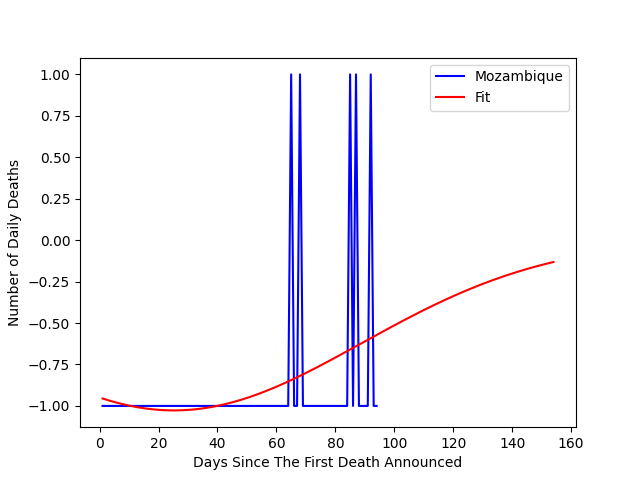 Mozambique
Fit
1.00
0.75
0.50
0.25
0.00
−0.25
−0.50
−0.75
−1.00
Number of Daily Deaths
0 20 40 60 80 100 120 140 160
Days Since The First Death Announced